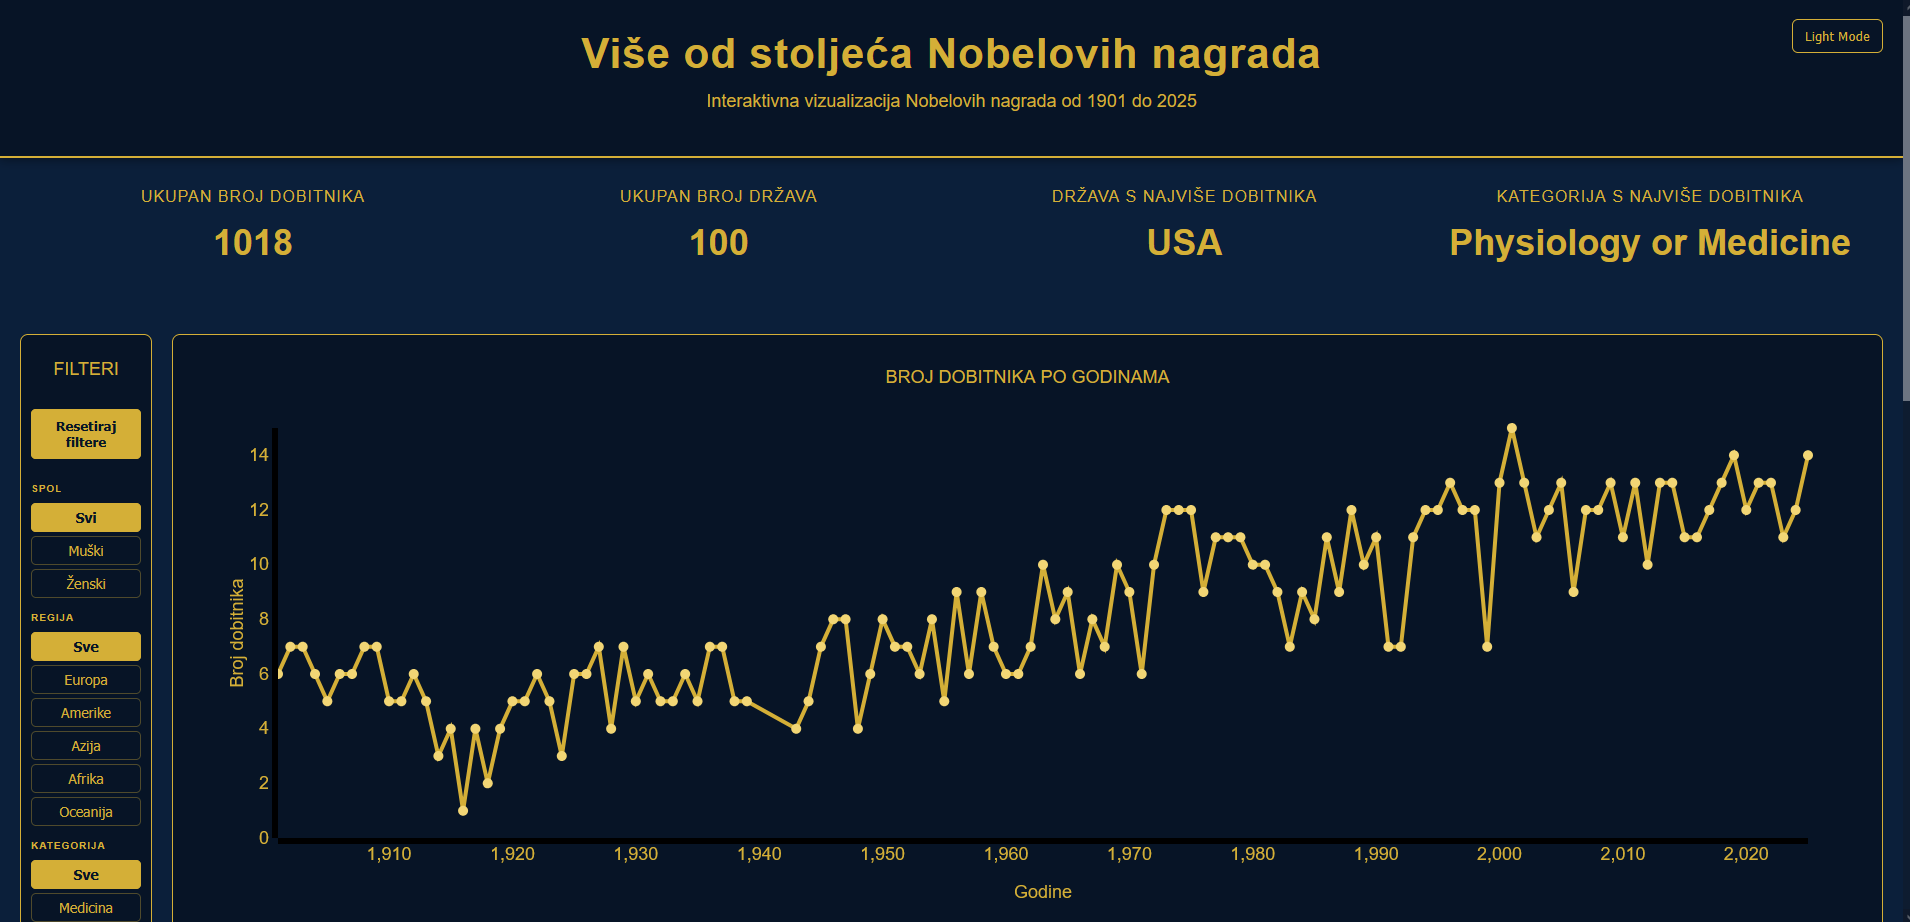 Više od stoljeća Nobelovih nagrada
Light Mode
Interaktivna vizualizacija Nobelovih nagrada od 1901 do 2025
UKUPAN BROJ DOBITNIKA
1018
UKUPAN BROJ DRŽAVA
100
DRŽAVA S NAJVIŠE DOBITNIKA
USA
KATEGORIJA S NAJVIŠE DOBITNIKA
Physiology or Medicine
FILTERI
Resetiraj
filtere
SPOL
Svi
Muški
Ženski
REGIJA
Sve
Europa
Amerike
Azija
Afrika
Oceanija
KATEGORIJA
Sve
Medicina
BROJ DOBITNIKA PO GODINAMA
Broj dobitnika
14
12
10
8
6
4
2
0
1,910 1,920 1,930 1,940 1,950 1,960 1,970 1,980 1,990 2,000 2,010 2,020
Godine